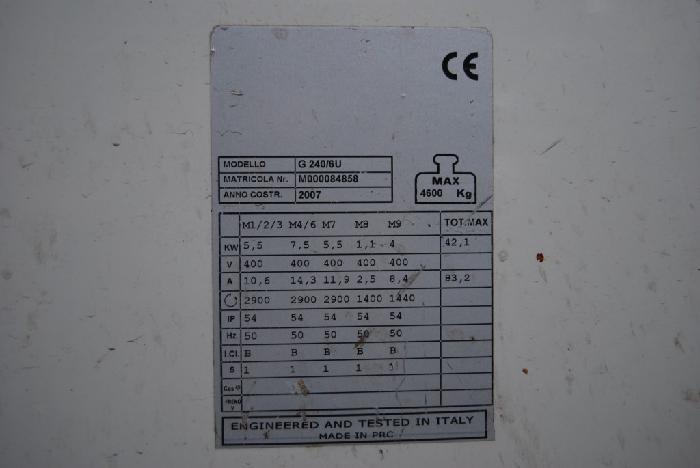 CE
MODELLO G 240/6U
MATRICOLA Nr. M000084858
ANNO COSTR. 2007
MAX
4600 Kg
M1/2/3 M4/6 M7 M8 M9 TOT.MAX
KW 5,5 7,5 5,5 1,1 4 42,1
V 400 400 400 400 400
A 10,6 14,3 11,9 2,5 8,4 83,2
2900 2900 2900 1400 1440
IP 54 54 54 54 54
Hz 50 50 50 50 50
I.Cl. B B B B B
S 1 1 1 1 1
Cos
V
ENGINEERED AND TESTED IN ITALY
MADE IN PRC